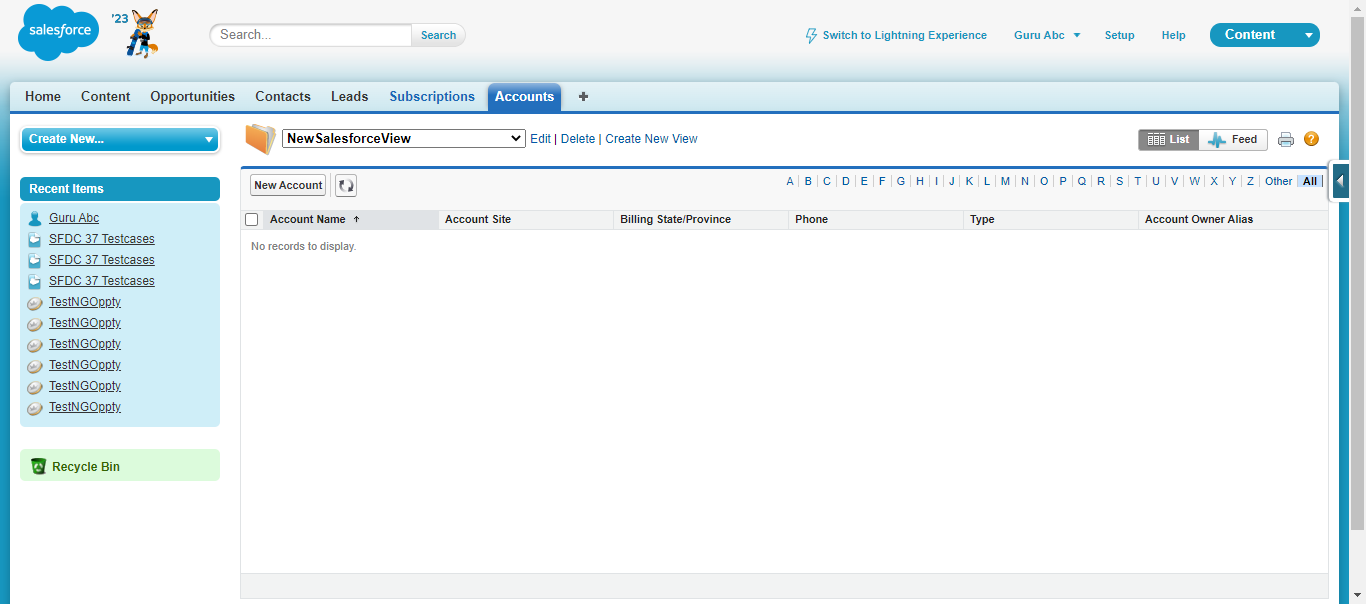 salesforce
'23
Search...
Search
Switch to Lightning Experience
Guru Abc
Setup
Help
Content
Home Content Opportunities Contacts Leads Subscriptions Accounts +
Create New...
NewSalesforceView
Edit | Delete | Create New View
List
Feed
?
Recent Items
Guru Abc
SFDC 37 Testcases
SFDC 37 Testcases
SFDC 37 Testcases
TestNGOppty
TestNGOppty
TestNGOppty
TestNGOppty
TestNGOppty
TestNGOppty
Recycle Bin
New Account
A | B | C | D | E | F | G | H | I | J | K | L | M | N | O | P | Q | R | S | T | U | V | W | X | Y | Z | Other | All |
Account Name Account Site Billing State/Province Phone Type Account Owner Alias
No records to display.